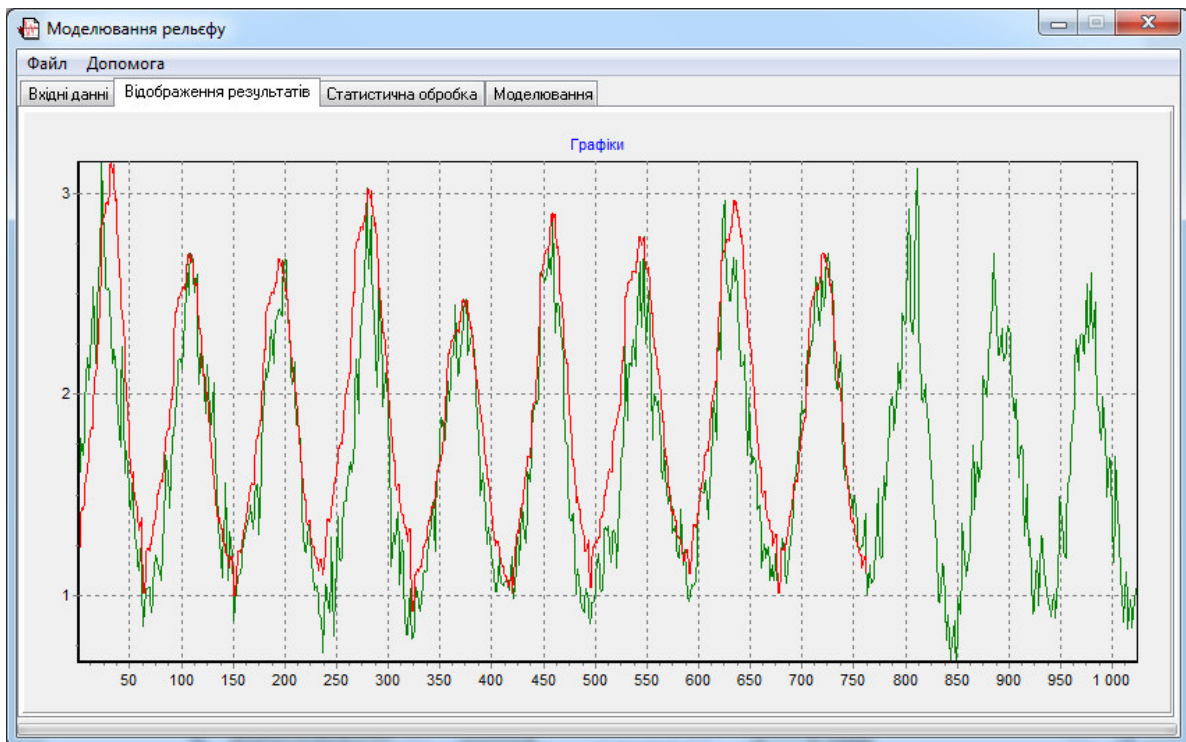 Моделювання рельєфу
Файл Допомога
Вхідні данні Відображення результатів Статистична обробка Моделювання
Графіки
3
2
1
50 100 150 200 250 300 350 400 450 500 550 600 650 700 750 800 850 900 950 1 000